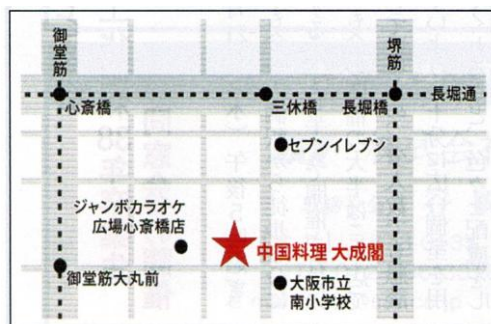 御堂筋
堺筋
心斎橋
三休橋
長堀橋
長堀通
セブンイレブン
ジャンボカラオケ
広場心斎橋店
中国料理 大成閣
御堂筋大丸前
大阪市立
南小学校